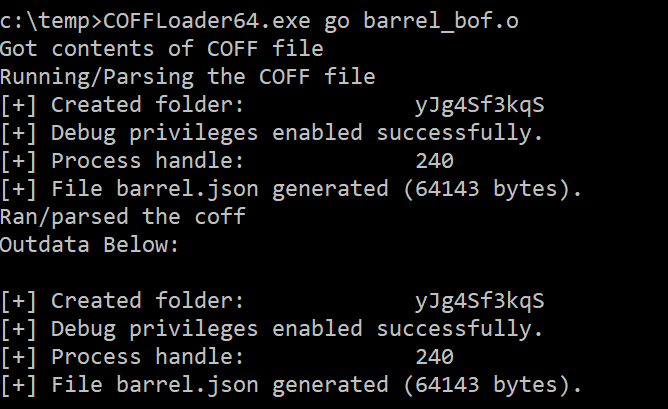 c:\temp>COFFLoader64.exe go barrel_bof.o
Got contents of COFF file
Running/Parsing the COFF file
[+] Created folder:          yJg4Sf3kqS
[+] Debug privileges enabled successfully.
[+] Process handle:          240
[+] File barrel.json generated (64143 bytes).
Ran/parsed the coff
Outdata Below:

[+] Created folder:          yJg4Sf3kqS
[+] Debug privileges enabled successfully.
[+] Process handle:          240
[+] File barrel.json generated (64143 bytes).